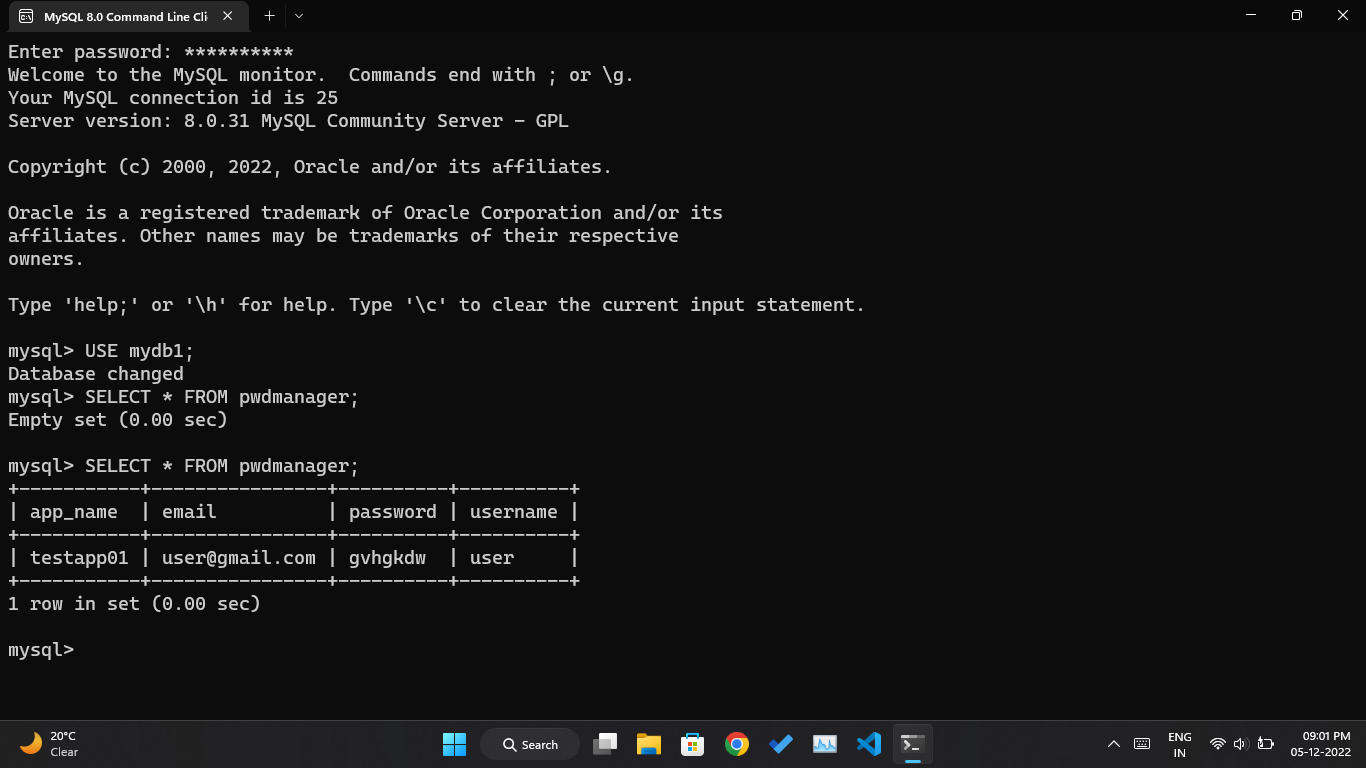 MySQL 8.0 Command Line Cli
Enter password: **********
Welcome to the MySQL monitor.  Commands end with ; or \g.
Your MySQL connection id is 25
Server version: 8.0.31 MySQL Community Server - GPL
Copyright (c) 2000, 2022, Oracle and/or its affiliates.
Oracle is a registered trademark of Oracle Corporation and/or its
affiliates. Other names may be trademarks of their respective
owners.
Type 'help;' or '\h' for help. Type '\c' to clear the current input statement.
mysql> USE mydb1;
Database changed
mysql> SELECT * FROM pwdmanager;
Empty set (0.00 sec)
mysql> SELECT * FROM pwdmanager;
+-----------+----------------+----------+----------+
| app_name  | email          | password | username |
+-----------+----------------+----------+----------+
| testapp01 | user@gmail.com | gvhgkdw  | user     |
+-----------+----------------+----------+----------+
1 row in set (0.00 sec)
mysql>
20°C
Clear
Search
ENG
IN
09:01 PM
05-12-2022